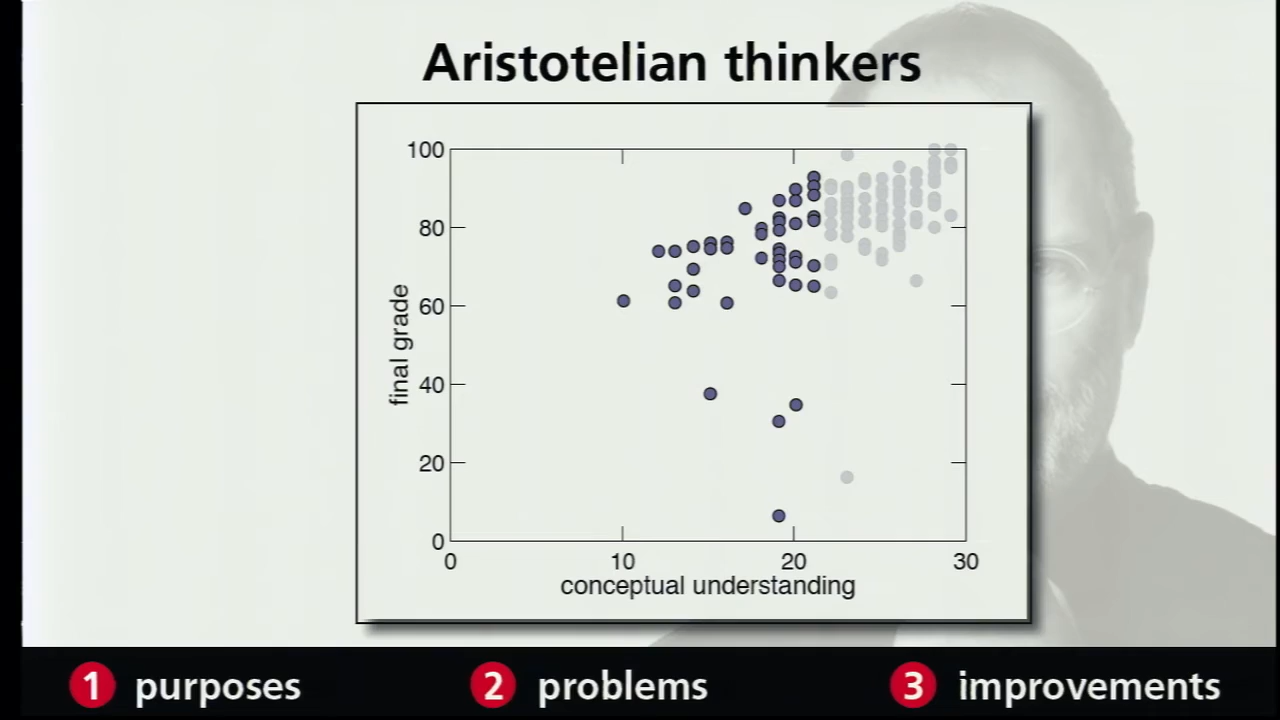 Aristotelian thinkers
100
80
60
40
20
0
final grade
0 10 20 30
conceptual understanding
1 purposes 2 problems 3 improvements